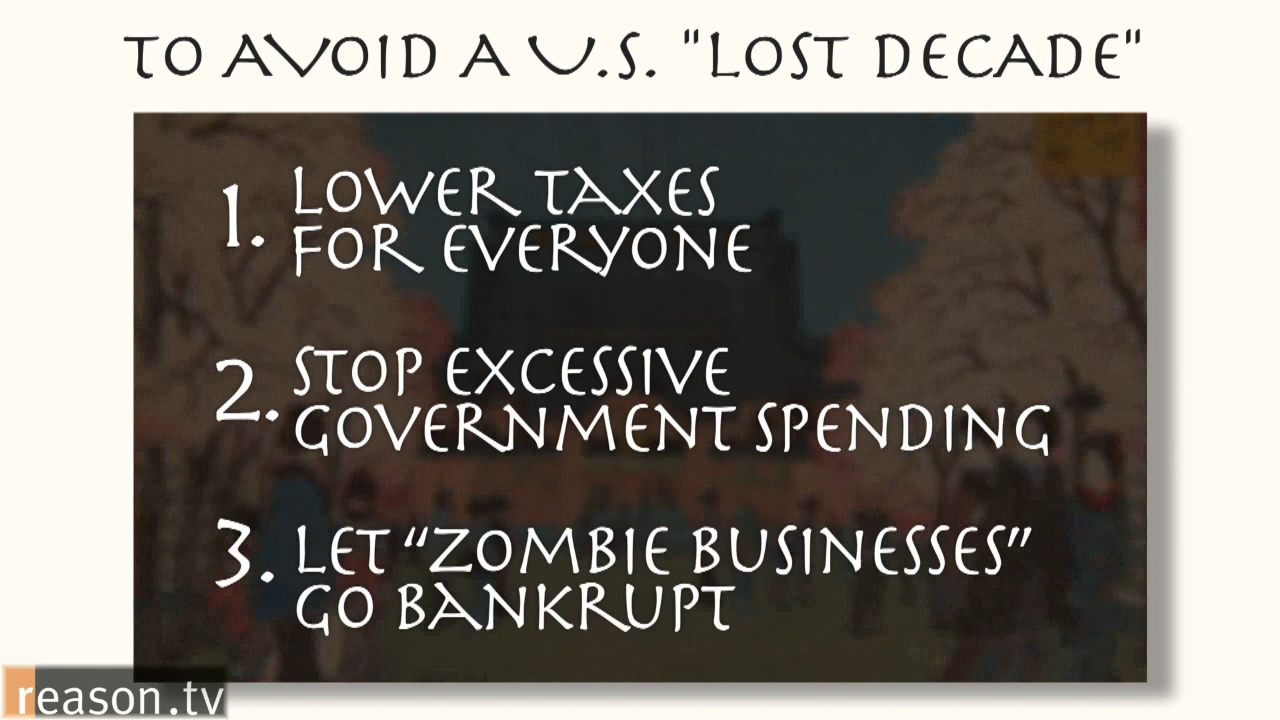 TO AVOID A U.S. "LOST DECADE"
1. LOWER TAXES
FOR EVERYONE
2. STOP EXCESSIVE
GOVERNMENT SPENDING
3. LET “ZOMBIE BUSINESSES”
GO BANKRUPT
reason.tv